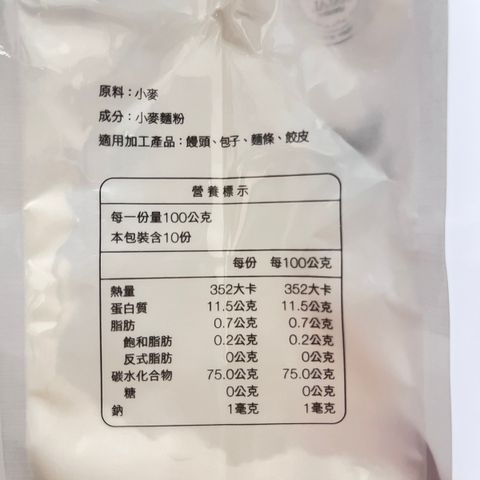 原料：小麥
成分：小麥麵粉
適用加工產品：饅頭、包子、麵條、餃皮
營養標示
每一份量100公克
本包裝含10份
每份 每100公克
熱量 352大卡 352大卡
蛋白質 11.5公克 11.5公克
脂肪 0.7公克 0.7公克
飽和脂肪 0.2公克 0.2公克
反式脂肪 0公克 0公克
碳水化合物 75.0公克 75.0公克
糖 0公克 0公克
鈉 1毫克 1毫克